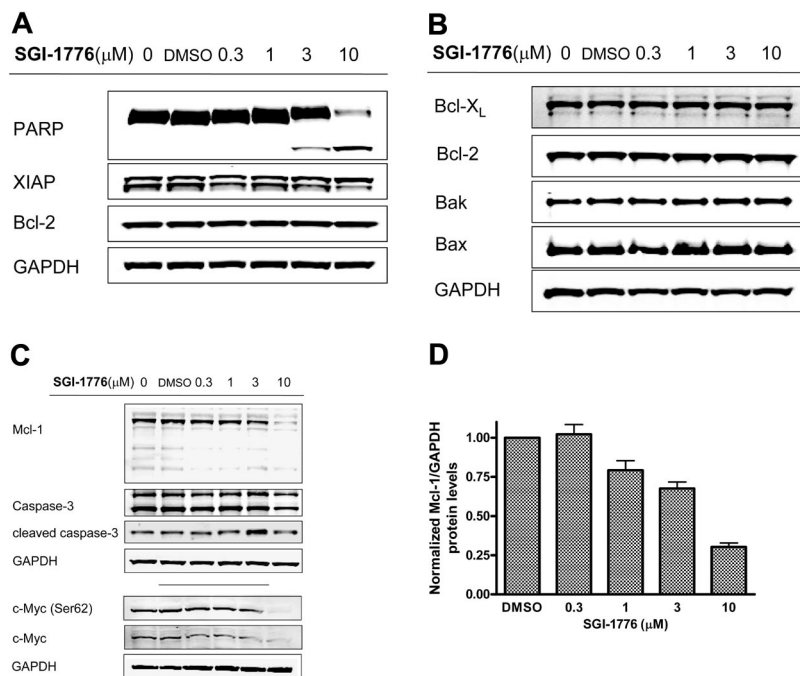 A
SGI-1776(μM) 0 DMSO 0.3 1 3 10
PARP
XIAP
Bcl-2
GAPDH
B
SGI-1776(μM) 0 DMSO 0.3 1 3 10
Bcl-XL
Bcl-2
Bak
Bax
GAPDH
C
SGI-1776(μM) 0 DMSO 0.3 1 3 10
Mcl-1
Caspase-3
cleaved caspase-3
GAPDH
c-Myc (Ser62)
c-Myc
GAPDH
D
Normalized Mcl-1/GAPDH
protein levels
1.00
0.75
0.50
0.25
0.00
DMSO 0.3 1 3 10
SGI-1776 (μM)